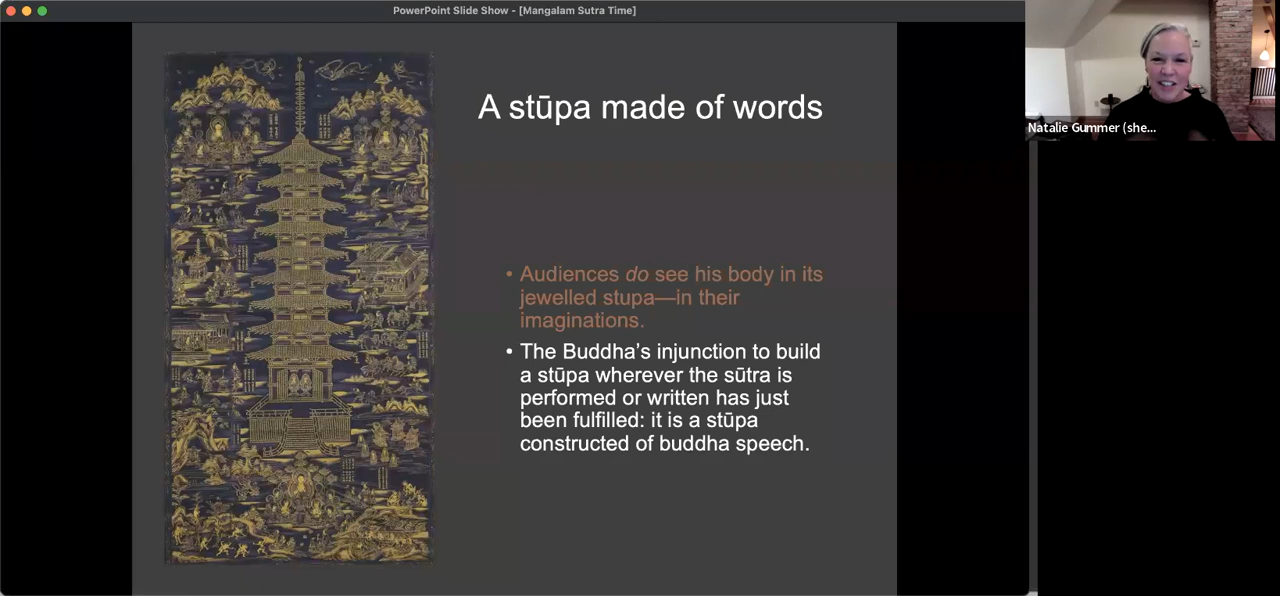 PowerPoint Slide Show - [Mangalam Sutra Time]
A stūpa made of words
• Audiences do see his body in its
jewelled stupa—in their
imaginations.
• The Buddha’s injunction to build
a stūpa wherever the sūtra is
performed or written has just
been fulfilled: it is a stūpa
constructed of buddha speech.
Natalie Gummer (she...